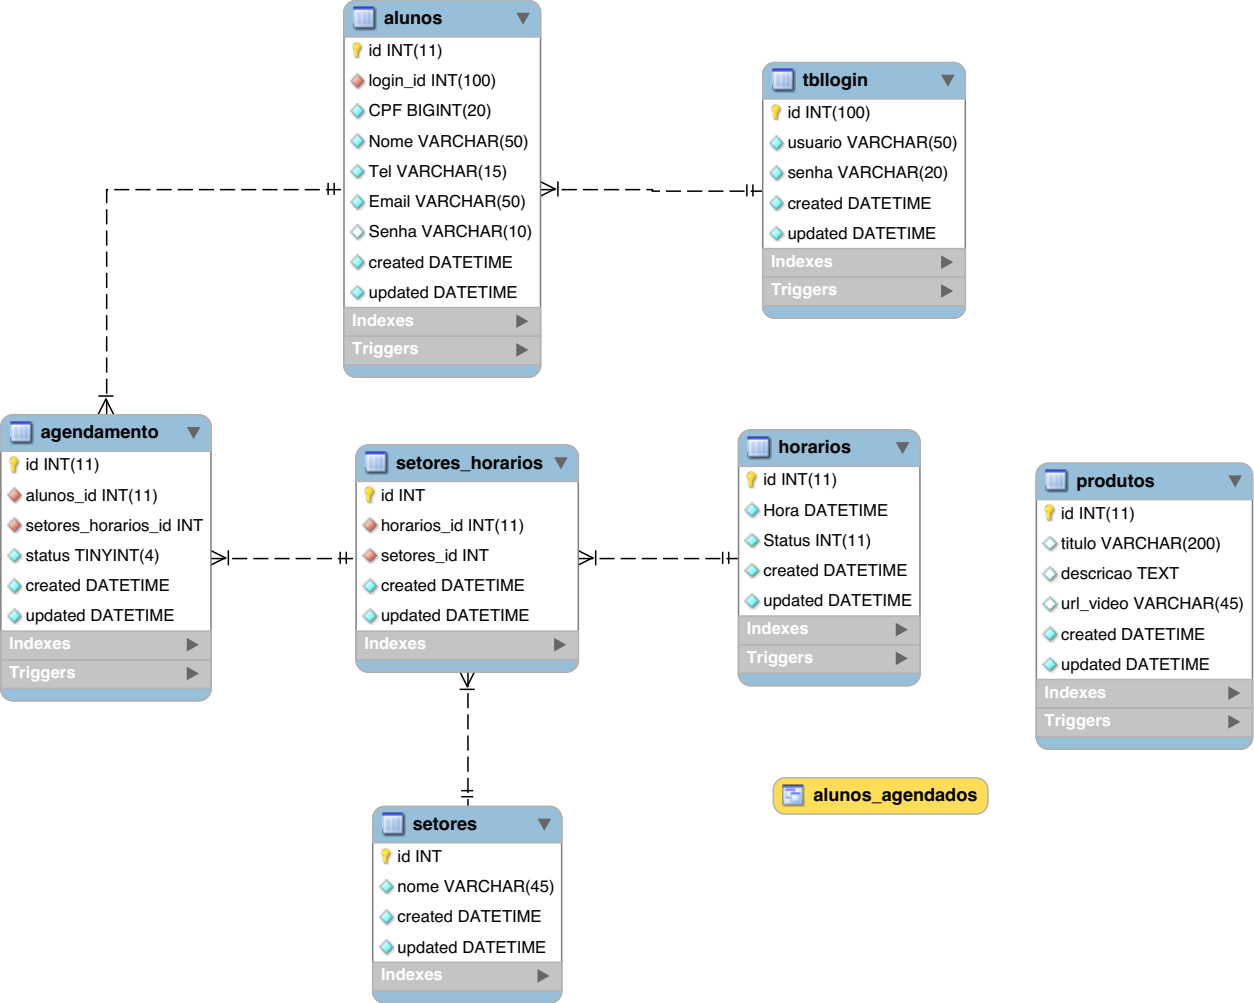 alunos
id INT(11)
login_id INT(100)
CPF BIGINT(20)
Nome VARCHAR(50)
Tel VARCHAR(15)
Email VARCHAR(50)
Senha VARCHAR(10)
created DATETIME
updated DATETIME
Indexes
Triggers
tbllogin
id INT(100)
usuario VARCHAR(50)
senha VARCHAR(20)
created DATETIME
updated DATETIME
Indexes
Triggers
agendamento
id INT(11)
alunos_id INT(11)
setores_horarios_id INT
status TINYINT(4)
created DATETIME
updated DATETIME
Indexes
Triggers
setores_horarios
id INT
horarios_id INT(11)
setores_id INT
created DATETIME
updated DATETIME
Indexes
horarios
id INT(11)
Hora DATETIME
Status INT(11)
created DATETIME
updated DATETIME
Indexes
Triggers
produtos
id INT(11)
titulo VARCHAR(200)
descricao TEXT
url_video VARCHAR(45)
created DATETIME
updated DATETIME
Indexes
Triggers
alunos_agendados
setores
id INT
nome VARCHAR(45)
created DATETIME
updated DATETIME
Indexes